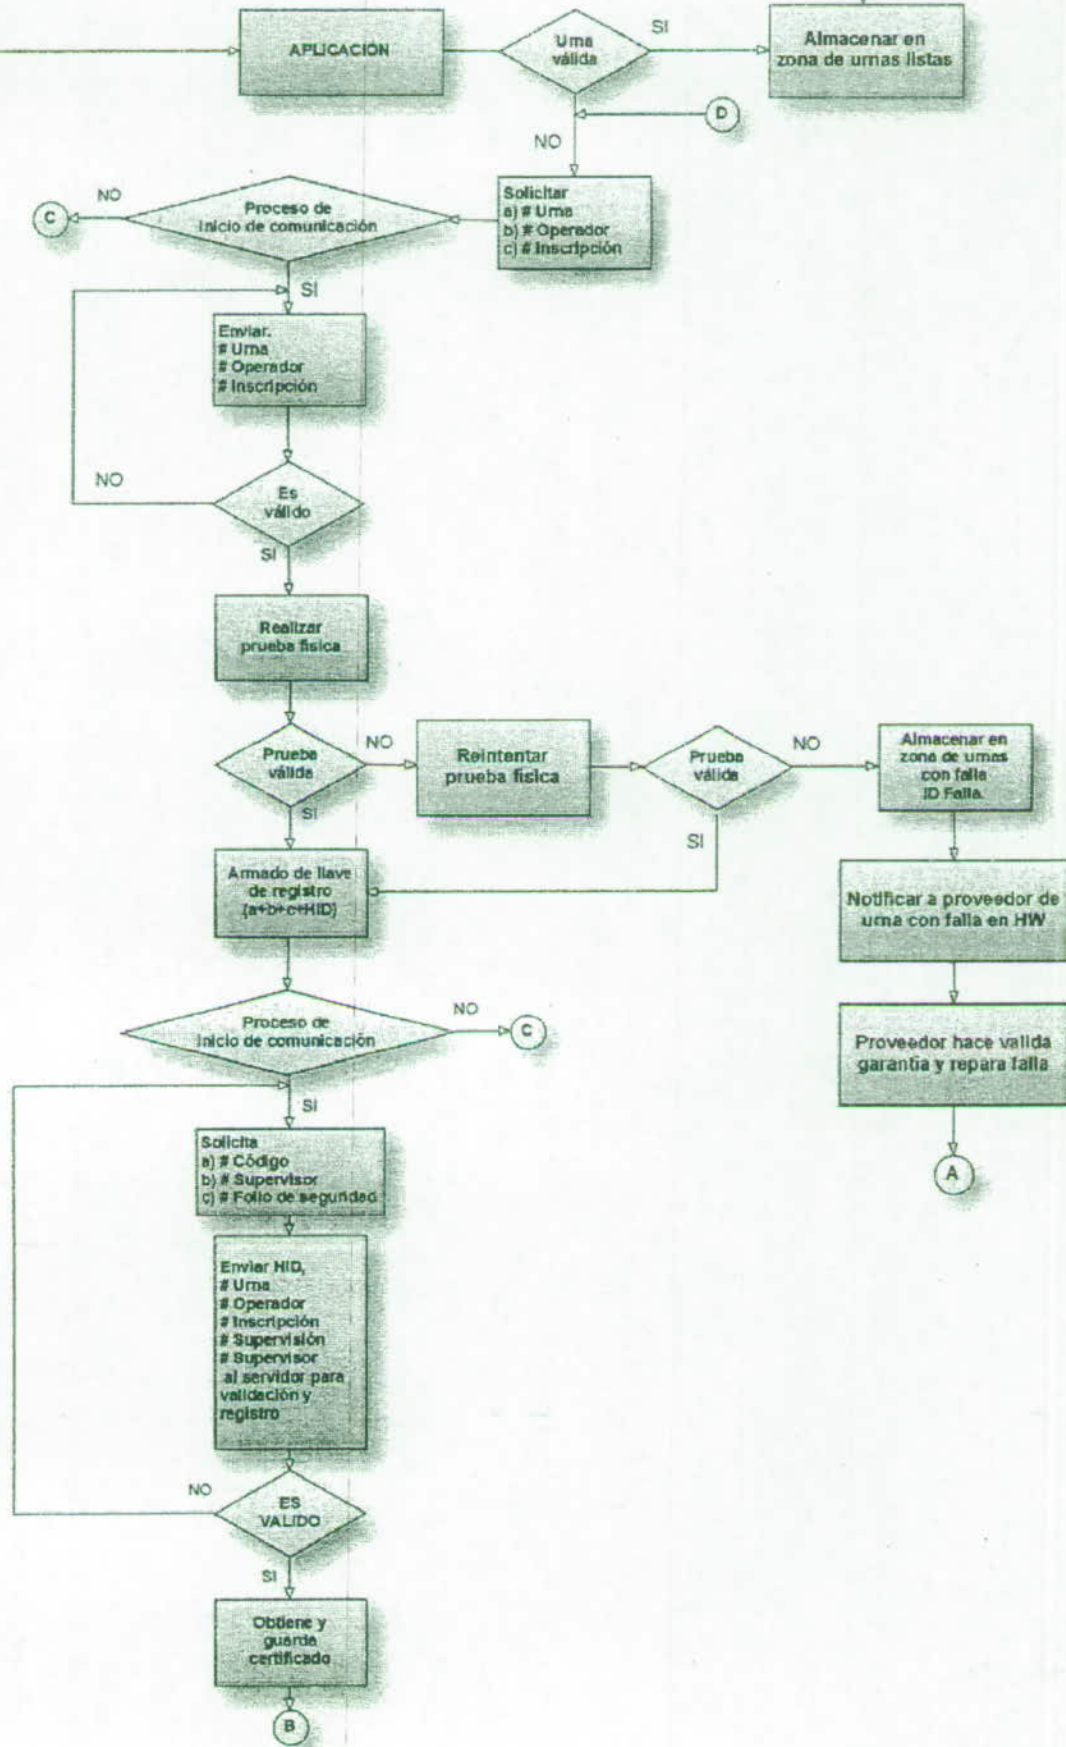 APLICACIÓN
Urna
válida
SI
Almacenar en
zona de urnas listas
D
NO
Solicitar
a) # Urna
b) # Operador
c) # Inscripción
Proceso de
Inicio de comunicación
NO
C
SI
Enviar.
# Urna
# Operador
# Inscripción
Es
válido
NO
SI
Realizar
prueba física
Prueba
válida
NO
Reintentar
prueba física
Prueba
válida
NO
Almacenar en
zona de urnas
con falla
ID Falla.
SI
SI
Armado de llave
de registro
(a+b+c+HID)
Notificar a proveedor de
urna con falla en HW
Proceso de
Inicio de comunicación
NO
C
Proveedor hace valida
garantía y repara falla
A
SI
Solicita
a) # Código
b) # Supervisor
c) # Folio de seguridad
Enviar HID,
# Urna
# Operador
# Inscripción
# Supervisión
# Supervisor
al servidor para
validación y
registro
NO
ES
VALIDO
SI
Obtiene y
guarda
certificado
B